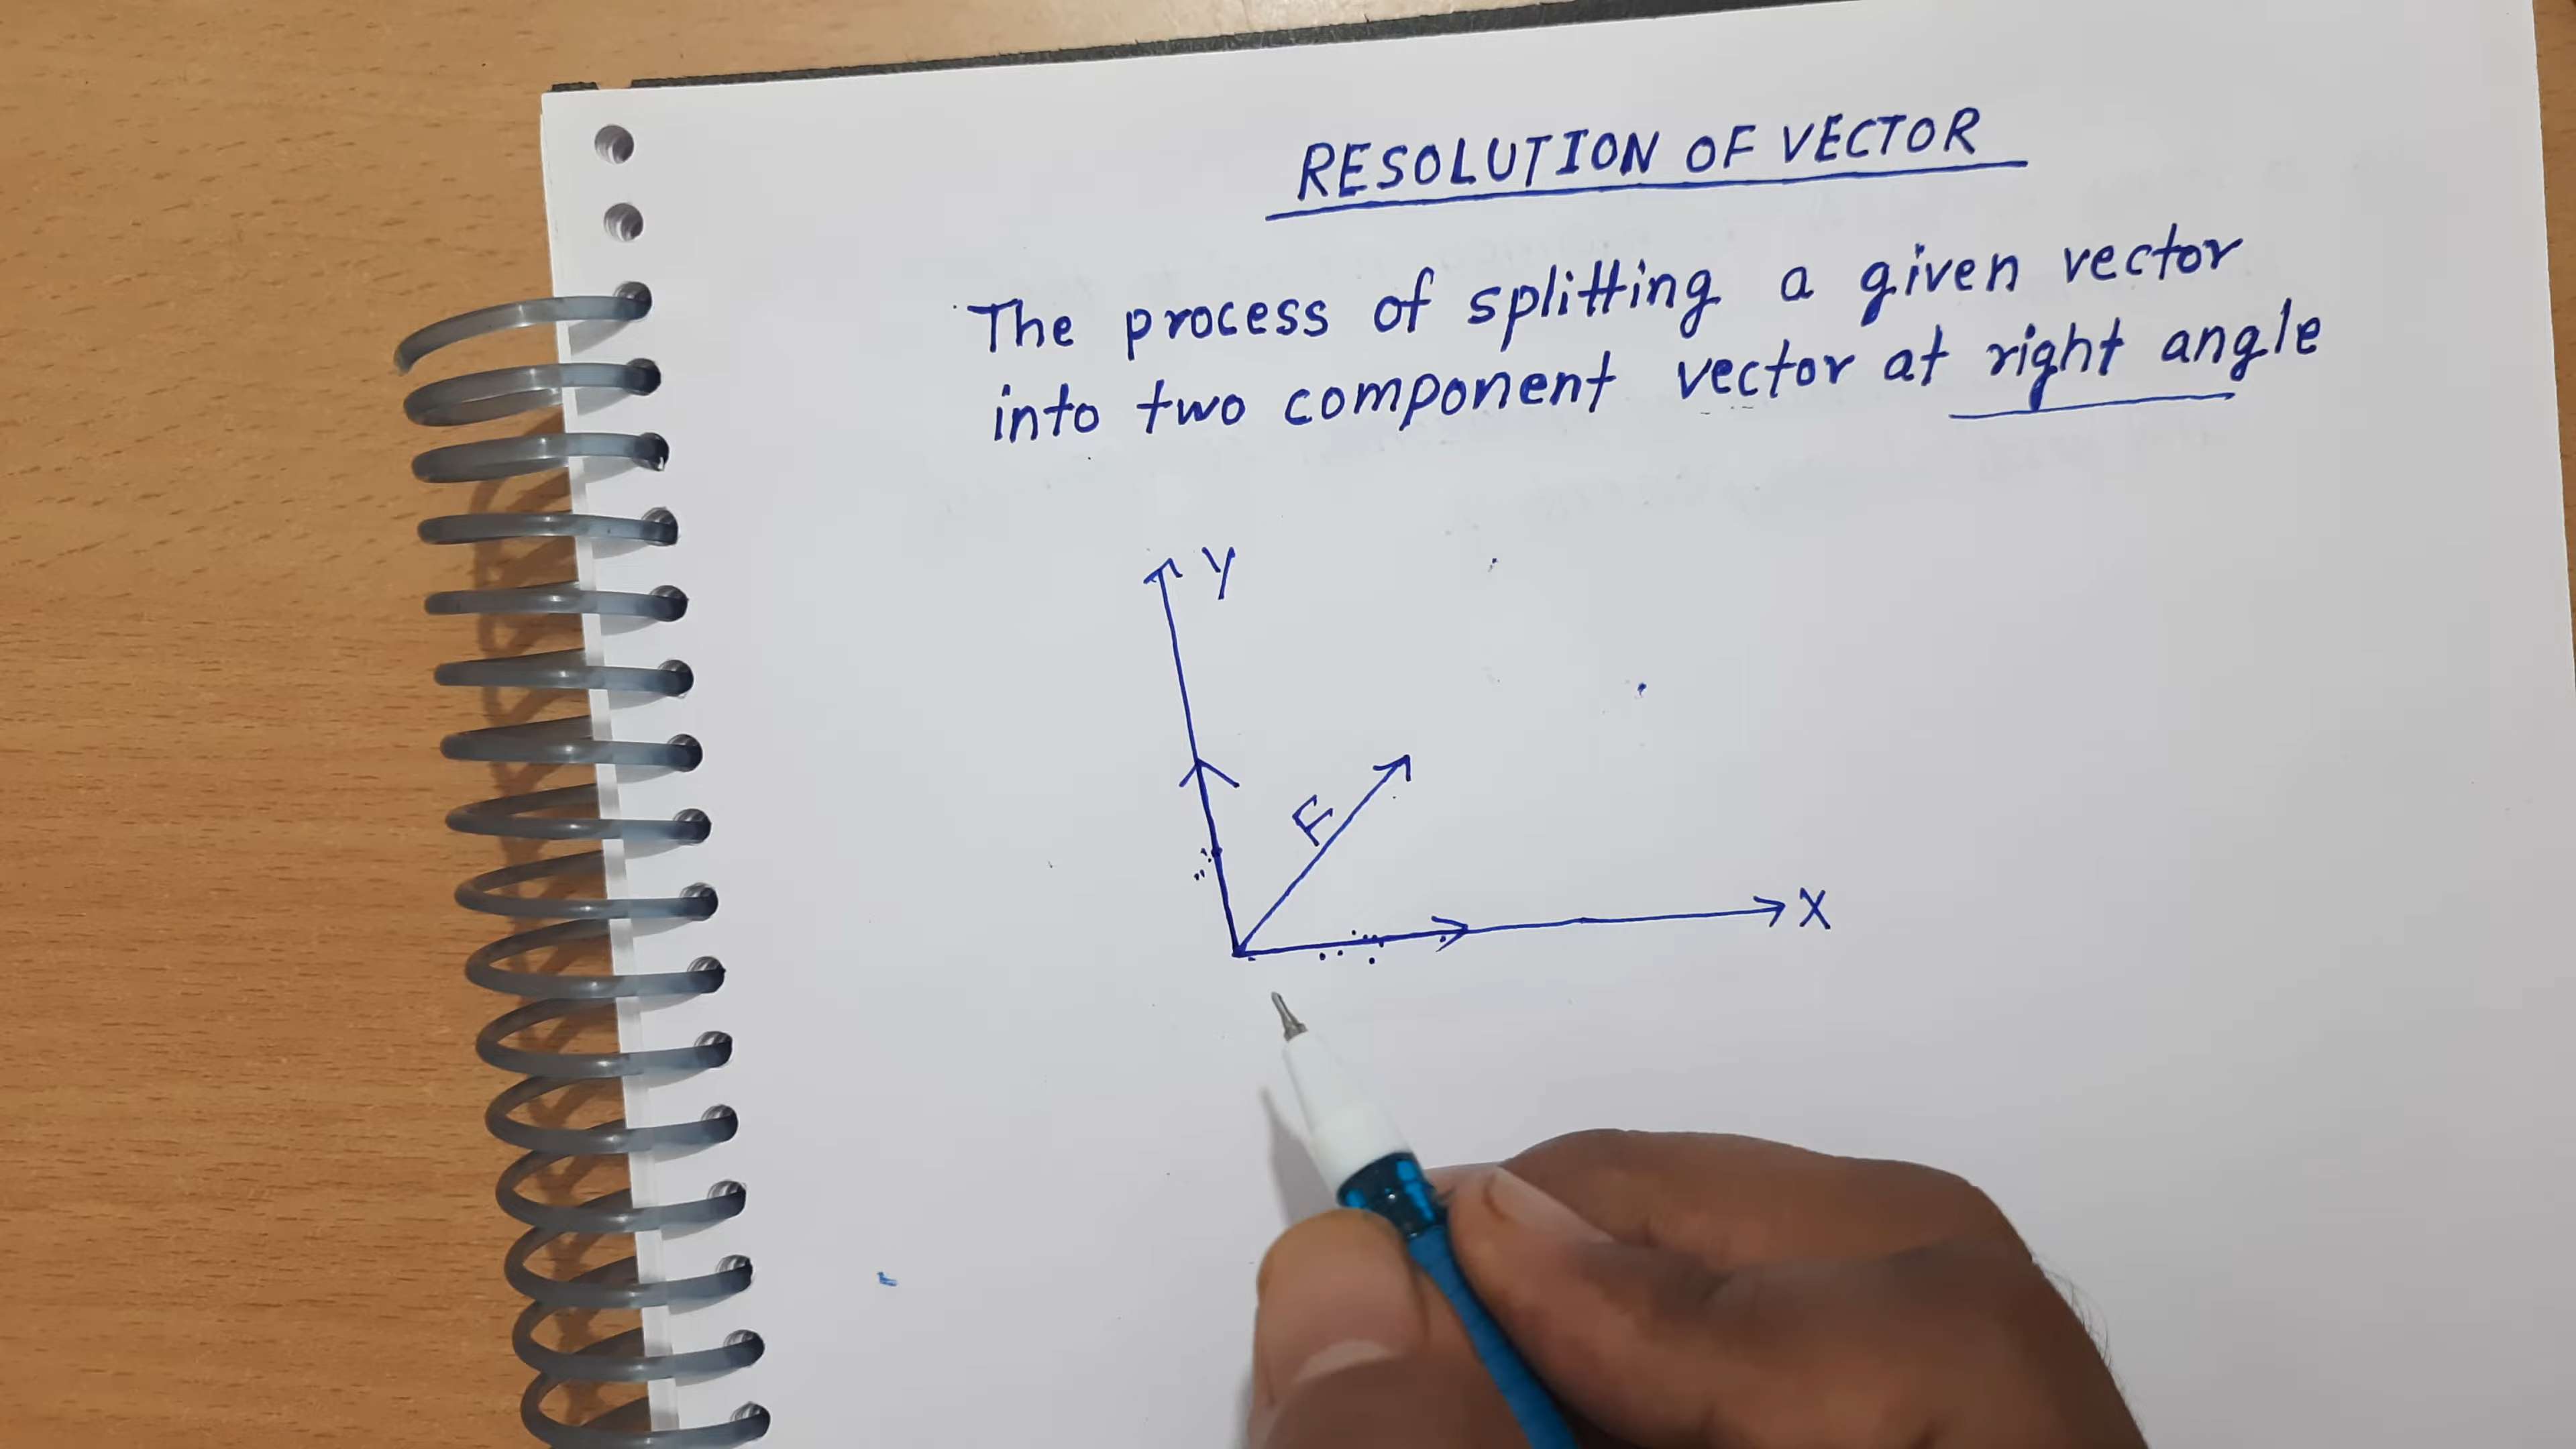 RESOLUTION OF VECTOR
The process of splitting a given vector
into two component vector at right angle
Y
F
X